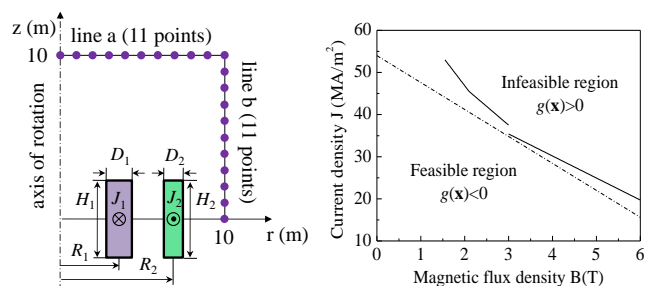 z (m)
line a (11 points)
10
line b (11 points)
axis of rotation
D1
D2
H1
J1
J2
H2
10
r (m)
R1
R2
60
50
40
30
20
10
0
Current density J (MA/m²)
Infeasible region
g(x)>0
Feasible region
g(x)<0
0
1
2
3
4
5
6
Magnetic flux density B(T)